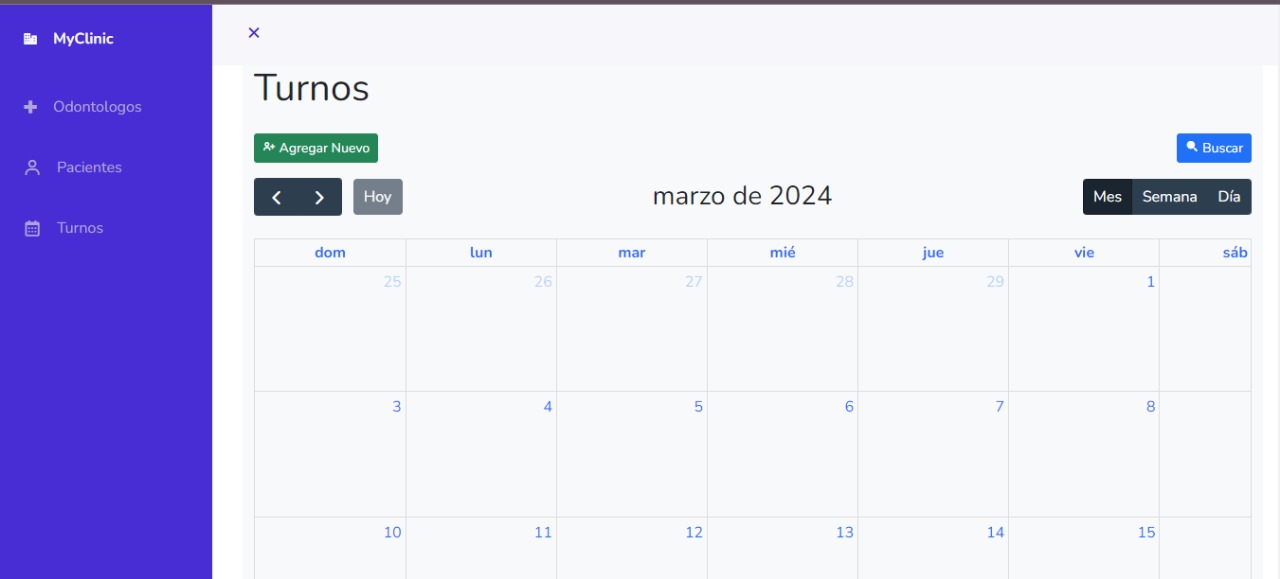 MyClinic
Odontologos
Pacientes
Turnos
Turnos
Agregar Nuevo
Buscar
Hoy
marzo de 2024
Mes Semana Día
dom lun mar mié jue vie sáb
25 26 27 28 29 1
3 4 5 6 7 8
10 11 12 13 14 15